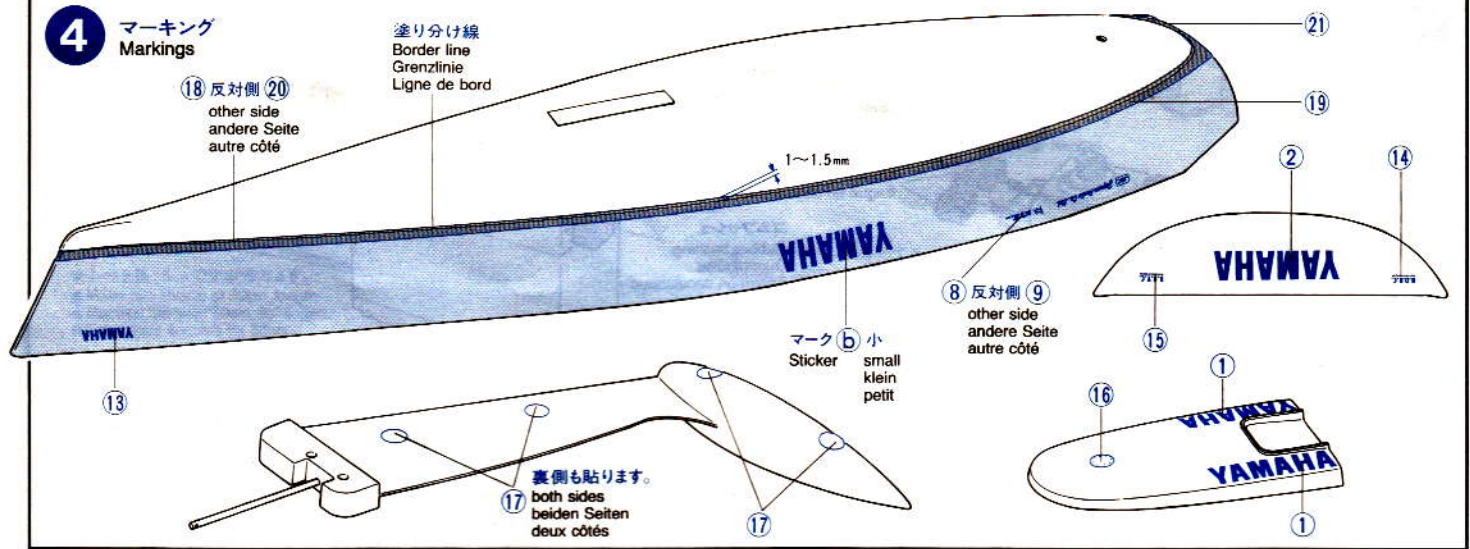 4 マーキング
Markings
塗り分け線
Border line
Grenzlinie
Ligne de bord
⑱ 反対側 ⑳
other side
andere Seite
autre côté
㉑
⑲
1〜1.5mm
YAMAHA
YAMAHA
⑬
⑧ 反対側 ⑨
other side
andere Seite
autre côté
マーク ⓑ 小
Sticker small
klein
petit
② ⑭
YAMAHA
⑮
⑰ 裏側も貼ります。
both sides
beiden Seiten
deux côtés
⑰
① ⑯
YAMAHA
YAMAHA
①